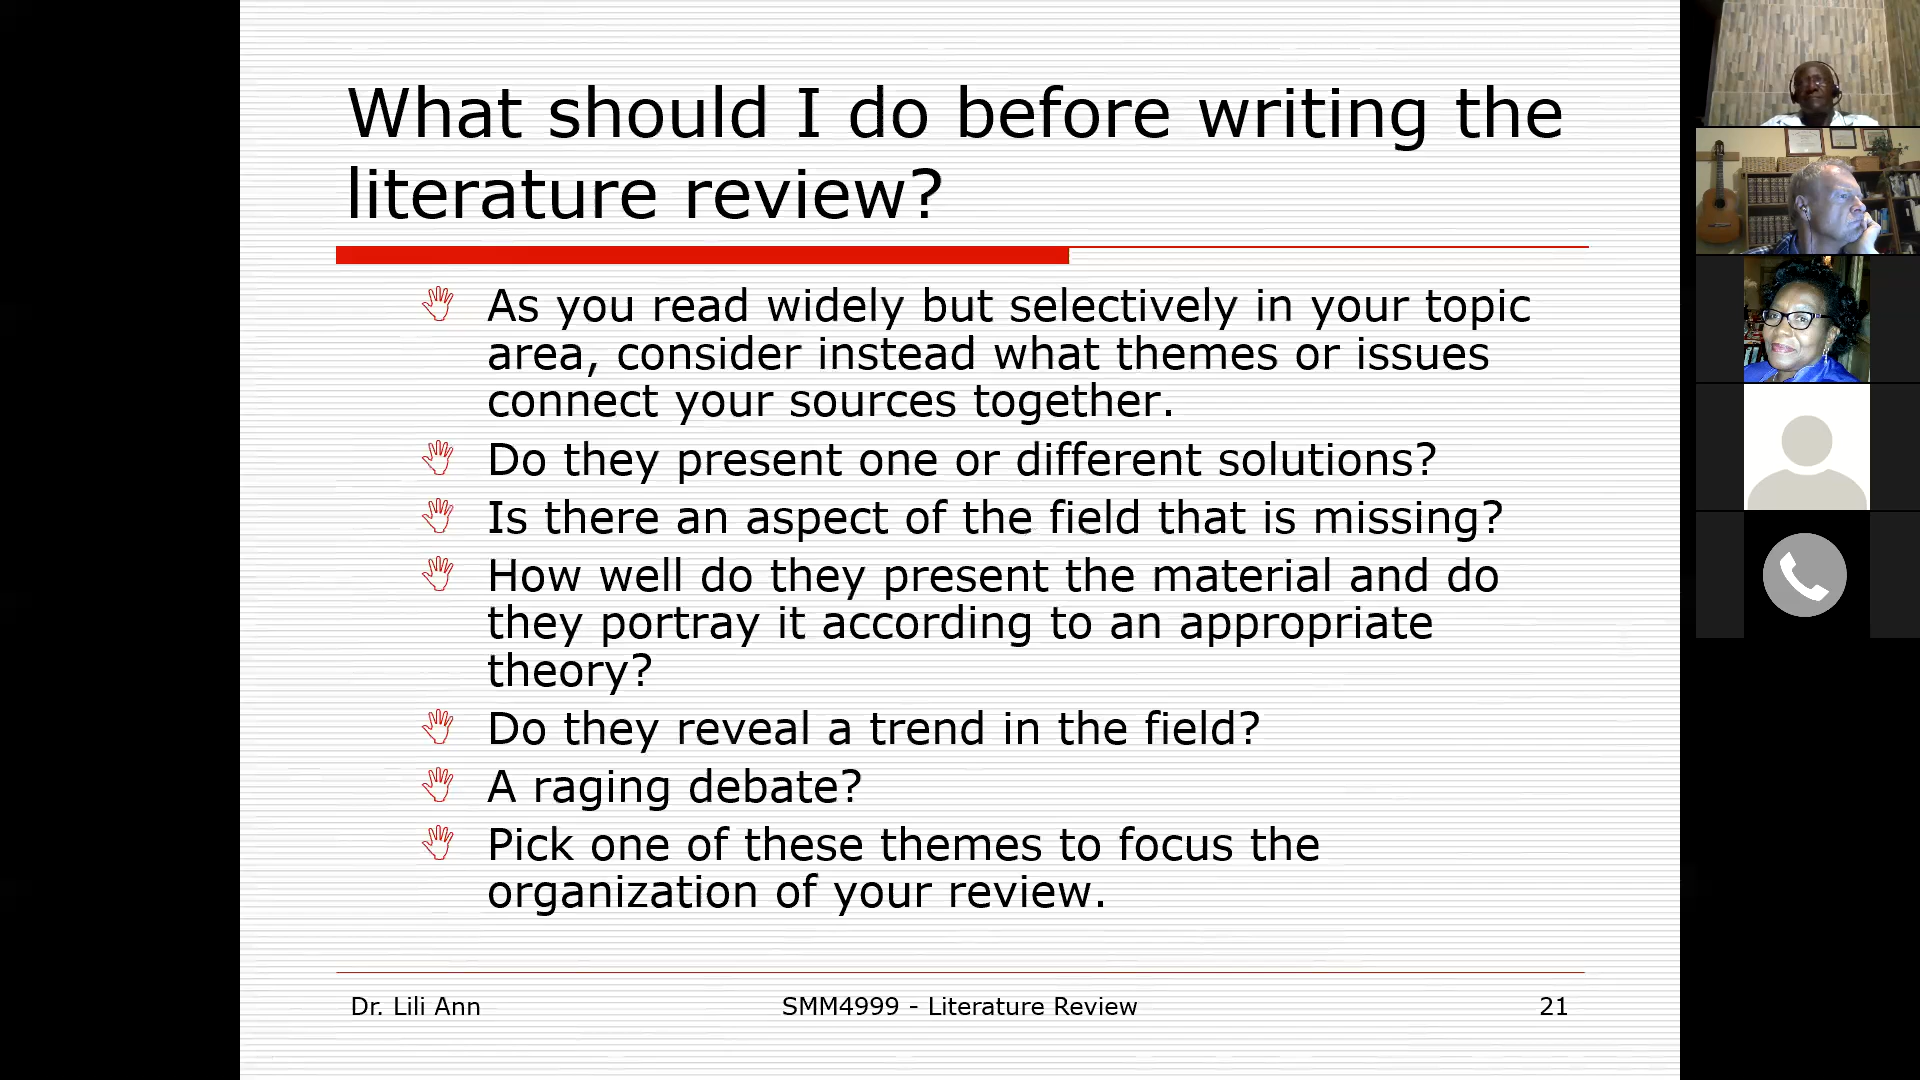 What should I do before writing the
literature review?
As you read widely but selectively in your topic
area, consider instead what themes or issues
connect your sources together.
Do they present one or different solutions?
Is there an aspect of the field that is missing?
How well do they present the material and do
they portray it according to an appropriate
theory?
Do they reveal a trend in the field?
A raging debate?
Pick one of these themes to focus the
organization of your review.
Dr. Lili Ann
SMM4999 - Literature Review
21